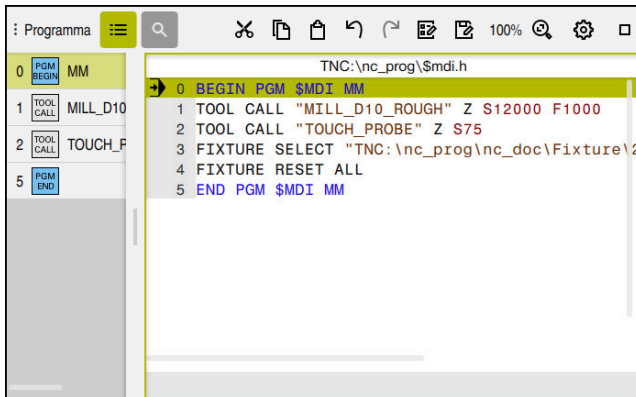 Programma
100%
0 PGM BEGIN MM
1 TOOL CALL MILL_D10
2 TOOL CALL TOUCH_P
5 PGM END
TNC:\nc_prog\$mdi.h
0 BEGIN PGM $MDI MM
1 TOOL CALL "MILL_D10_ROUGH" Z S12000 F1000
2 TOOL CALL "TOUCH_PROBE" Z S75
3 FIXTURE SELECT "TNC:\nc_prog\nc_doc\Fixture\2
4 FIXTURE RESET ALL
5 END PGM $MDI MM